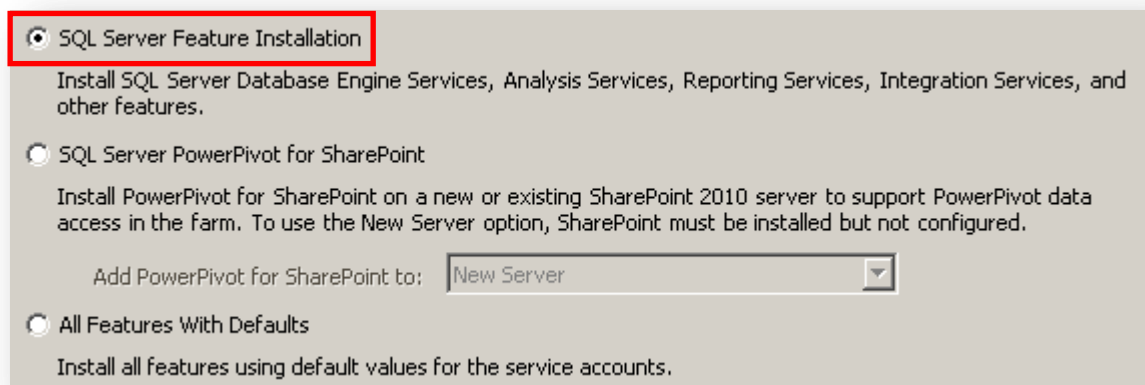 SQL Server Feature Installation
Install SQL Server Database Engine Services, Analysis Services, Reporting Services, Integration Services, and
other features.
SQL Server PowerPivot for SharePoint
Install PowerPivot for SharePoint on a new or existing SharePoint 2010 server to support PowerPivot data
access in the farm. To use the New Server option, SharePoint must be installed but not configured.
Add PowerPivot for SharePoint to: New Server
All Features With Defaults
Install all features using default values for the service accounts.